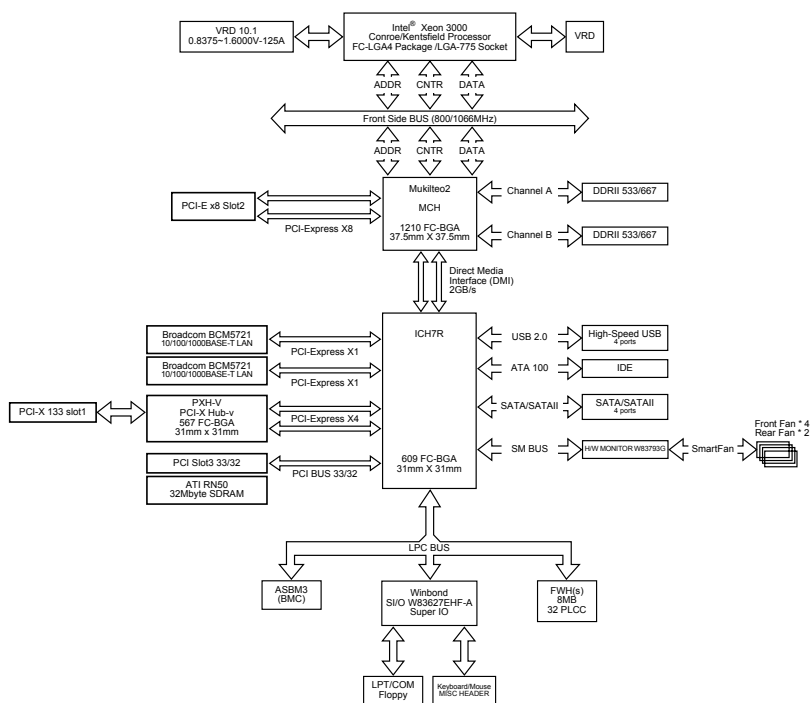 VRD 10.1
0.8375~1.6000V-125A
Intel® Xeon 3000
Conroe/Kentsfield Processor
FC-LGA4 Package /LGA-775 Socket
VRD
ADDR
CNTR
DATA
Front Side BUS (800/1066MHz)
ADDR
CNTR
DATA
PCI-E x8 Slot2
PCI-Express X8
Mukilteo2
MCH
1210 FC-BGA
37.5mm X 37.5mm
Channel A
DDRII 533/667
Channel B
DDRII 533/667
Direct Media
Interface (DMI)
2GB/s
Broadcom BCM5721
10/100/1000BASE-T LAN
PCI-Express X1
Broadcom BCM5721
10/100/1000BASE-T LAN
PCI-Express X1
PCI-X 133 slot1
PXH-V
PCI-X Hub-v
567 FC-BGA
31mm x 31mm
PCI-Express X4
PCI Slot3 33/32
PCI BUS 33/32
ATI RN50
32Mbyte SDRAM
ICH7R
609 FC-BGA
31mm X 31mm
USB 2.0
High-Speed USB
4 ports
ATA 100
IDE
SATA/SATAII
SATA/SATAII
4 ports
SM BUS
H/W MONITOR W83793G
SmartFan
Front Fan * 4
Rear Fan * 2
LPC BUS
ASBM3
(BMC)
Winbond
SI/O W83627EHF-A
Super IO
FWH(s)
8MB
32 PLCC
LPT/COM
Floppy
Keyboard/Mouse
MISC HEADER